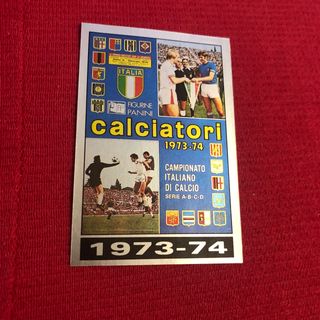 ITALIA
FIGURINE
PANINI
calciatori
1973-74
CAMPIONATO
ITALIANO
DI CALCIO
SERIE A-B-C-D
1973-74